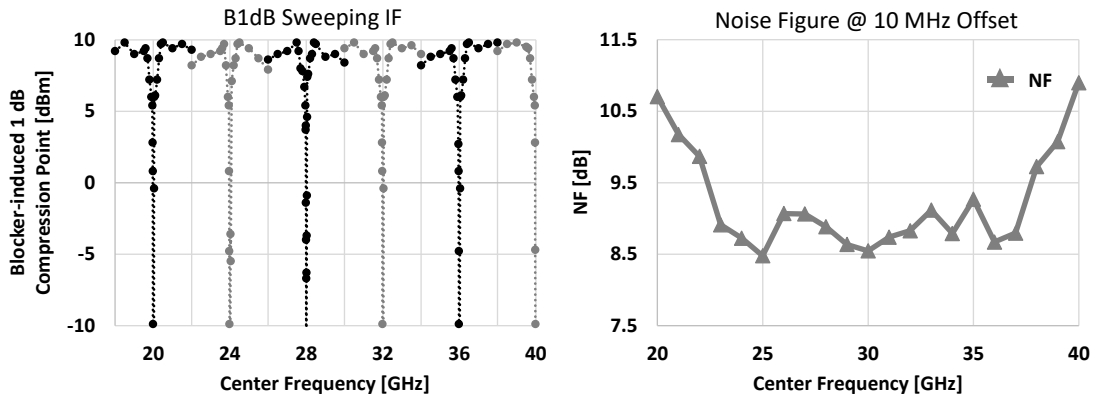 B1dB Sweeping IF
Blocker-induced 1 dB
Compression Point [dBm]
10
5
0
-5
-10
20 24 28 32 36 40
Center Frequency [GHz]
Noise Figure @ 10 MHz Offset
NF [dB]
11.5
10.5
9.5
8.5
7.5
NF
20 25 30 35 40
Center Frequency [GHz]